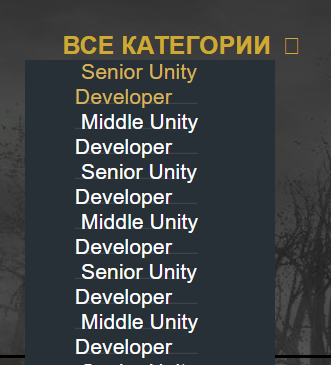 ВСЕ КАТЕГОРИИ
Senior Unity
Developer
Middle Unity
Developer
Senior Unity
Developer
Middle Unity
Developer
Senior Unity
Developer
Middle Unity
Developer